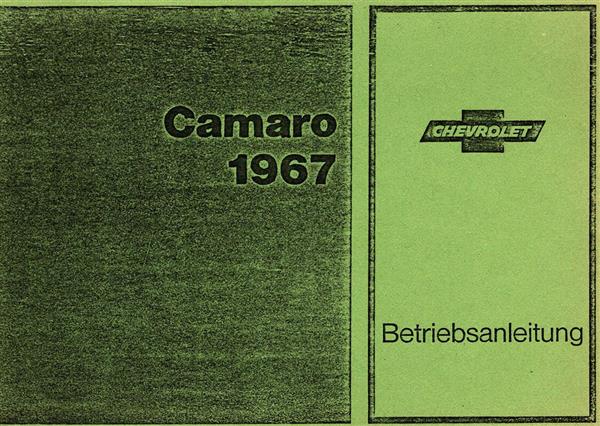 Camaro
1967
CHEVROLET
Betriebsanleitung